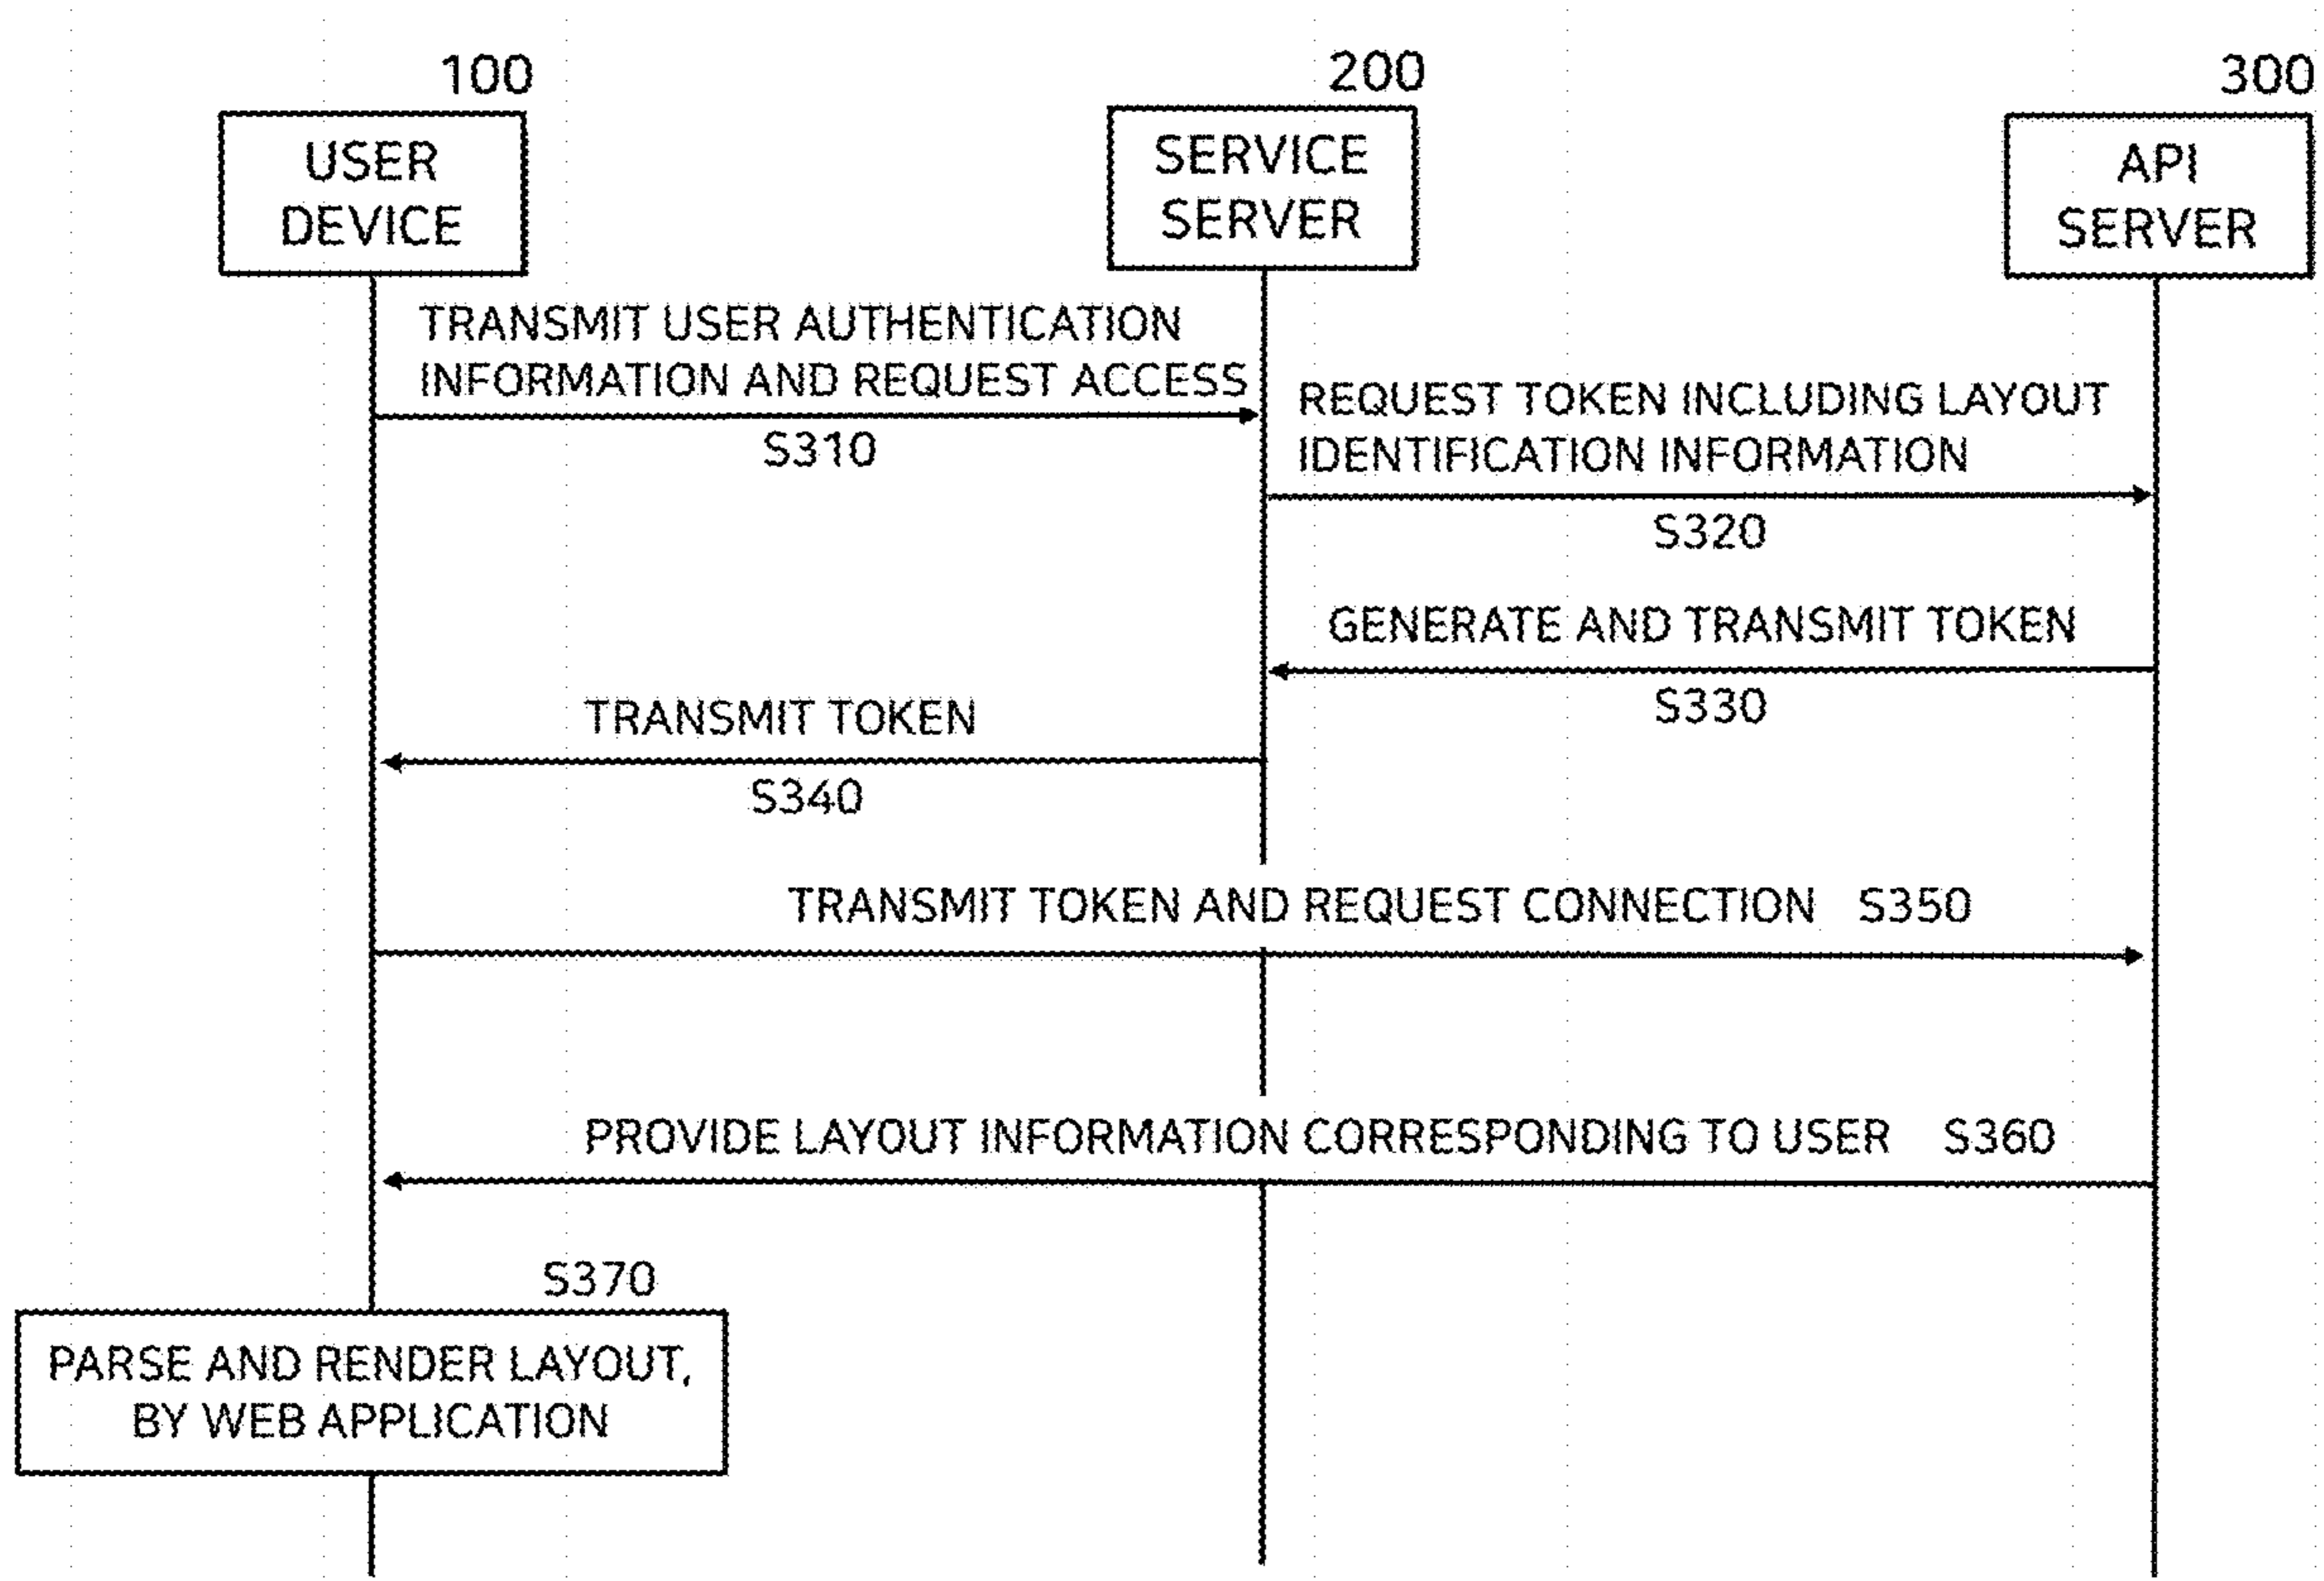 100
USER
DEVICE
200
SERVICE
SERVER
300
API
SERVER
TRANSMIT USER AUTHENTICATION
INFORMATION AND REQUEST ACCESS
S310
REQUEST TOKEN INCLUDING LAYOUT
IDENTIFICATION INFORMATION
S320
GENERATE AND TRANSMIT TOKEN
S330
TRANSMIT TOKEN
S340
TRANSMIT TOKEN AND REQUEST CONNECTION S350
PROVIDE LAYOUT INFORMATION CORRESPONDING TO USER S360
S370
PARSE AND RENDER LAYOUT,
BY WEB APPLICATION